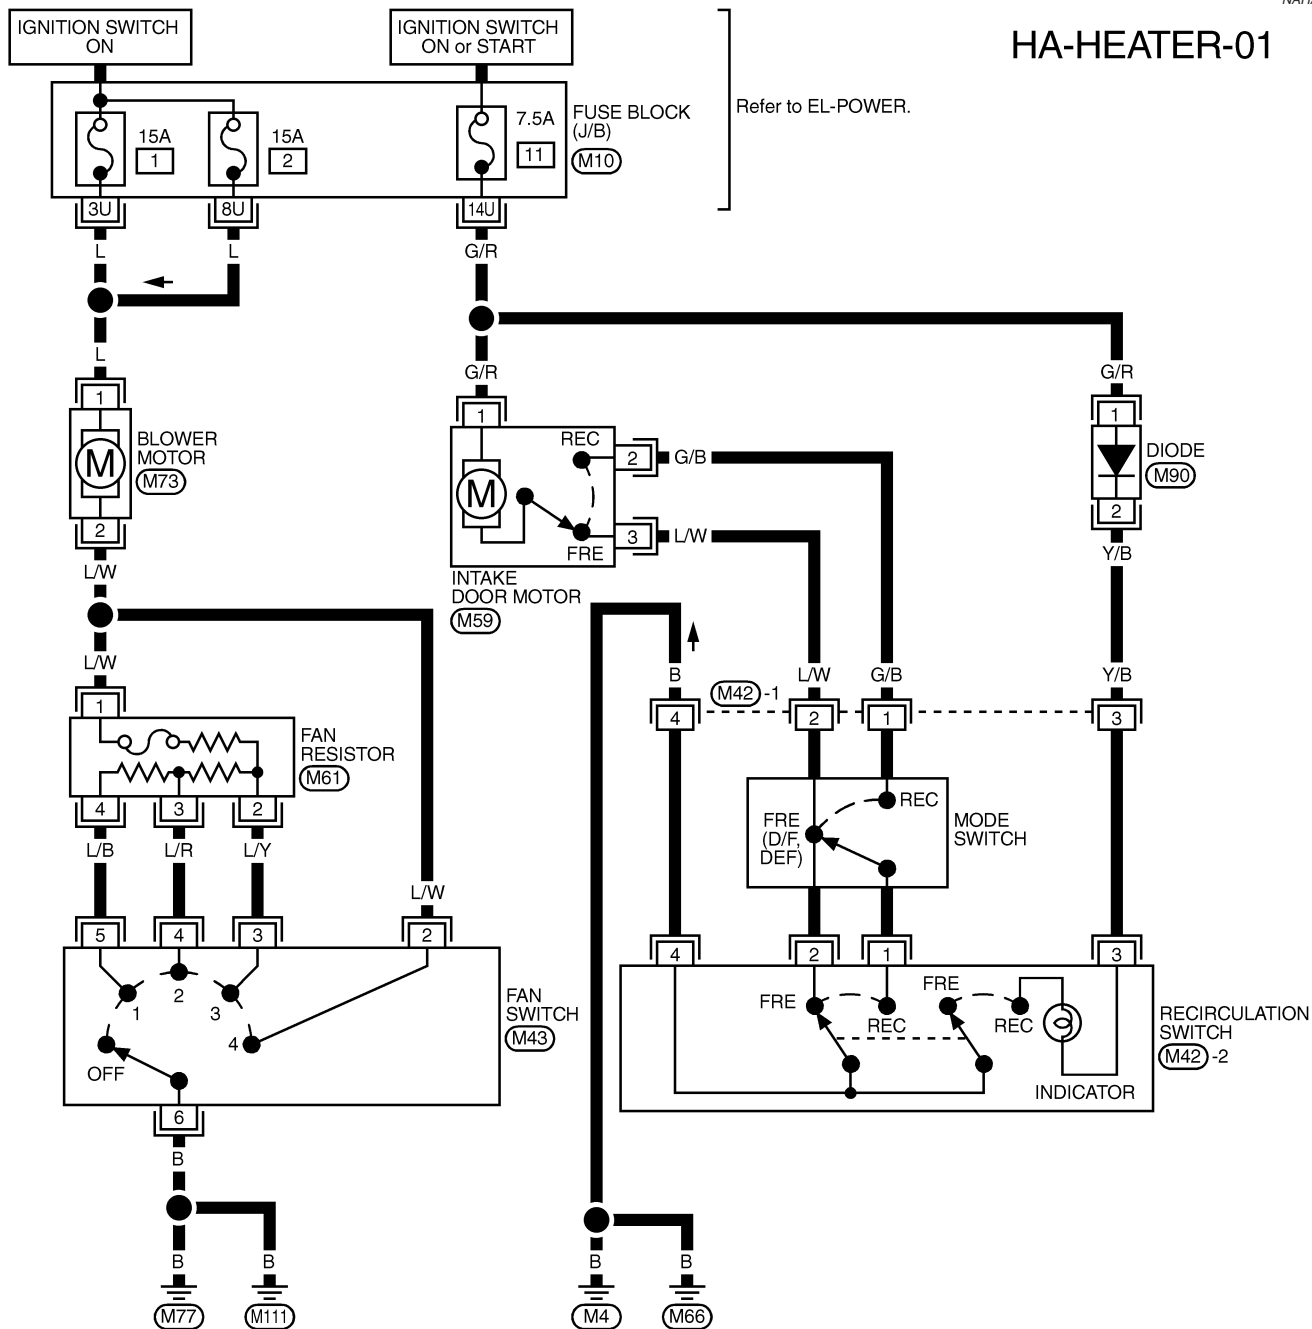 HA-HEATER-01
IGNITION SWITCH
ON
IGNITION SWITCH
ON or START
Refer to EL-POWER.
15A
1
15A
2
7.5A
11
FUSE BLOCK
(J/B)
M10
3U
8U
14U
L
L
G/R
L
G/R
G/R
1
1
1
BLOWER
MOTOR
M73
M
2
M
REC
FRE
2
G/B
3
L/W
INTAKE
DOOR MOTOR
M59
DIODE
M90
2
Y/B
L/W
L/W
B
M42 -1
L/W
G/B
Y/B
4
2
1
3
1
FAN
RESISTOR
M61
4
3
2
L/B
L/R
L/Y
L/W
REC
FRE
(D/F,
DEF)
MODE
SWITCH
5
4
3
2
4
2
1
3
1
2
3
4
OFF
FAN
SWITCH
M43
FRE
REC
FRE
REC
INDICATOR
RECIRCULATION
SWITCH
M42 -2
6
B
B
B
B
B
M77
M111
M4
M66